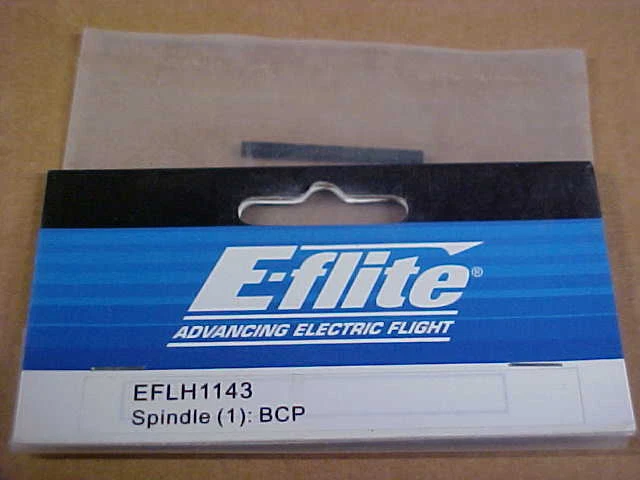 E-flite®
ADVANCING ELECTRIC FLIGHT
EFLH1143
Spindle (1): BCP